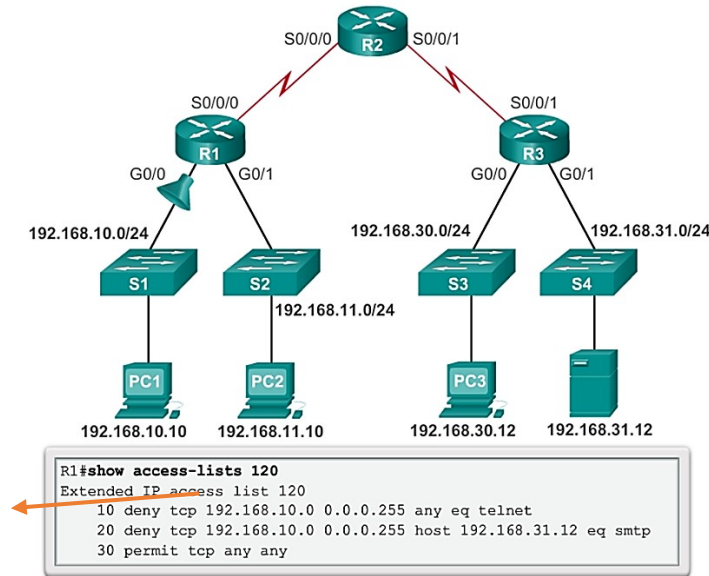 S0/0/0 R2 S0/0/1
S0/0/0 S0/0/1
R1 R3
G0/0 G0/1 G0/0 G0/1
192.168.10.0/24 192.168.30.0/24 192.168.31.0/24
S1 S2 S3 S4
192.168.11.0/24
PC1 PC2 PC3
192.168.10.10 192.168.11.10 192.168.30.12 192.168.31.12
R1#show access-lists 120
Extended IP access list 120
10 deny tcp 192.168.10.0 0.0.0.255 any eq telnet
20 deny tcp 192.168.10.0 0.0.0.255 host 192.168.31.12 eq smtp
30 permit tcp any any